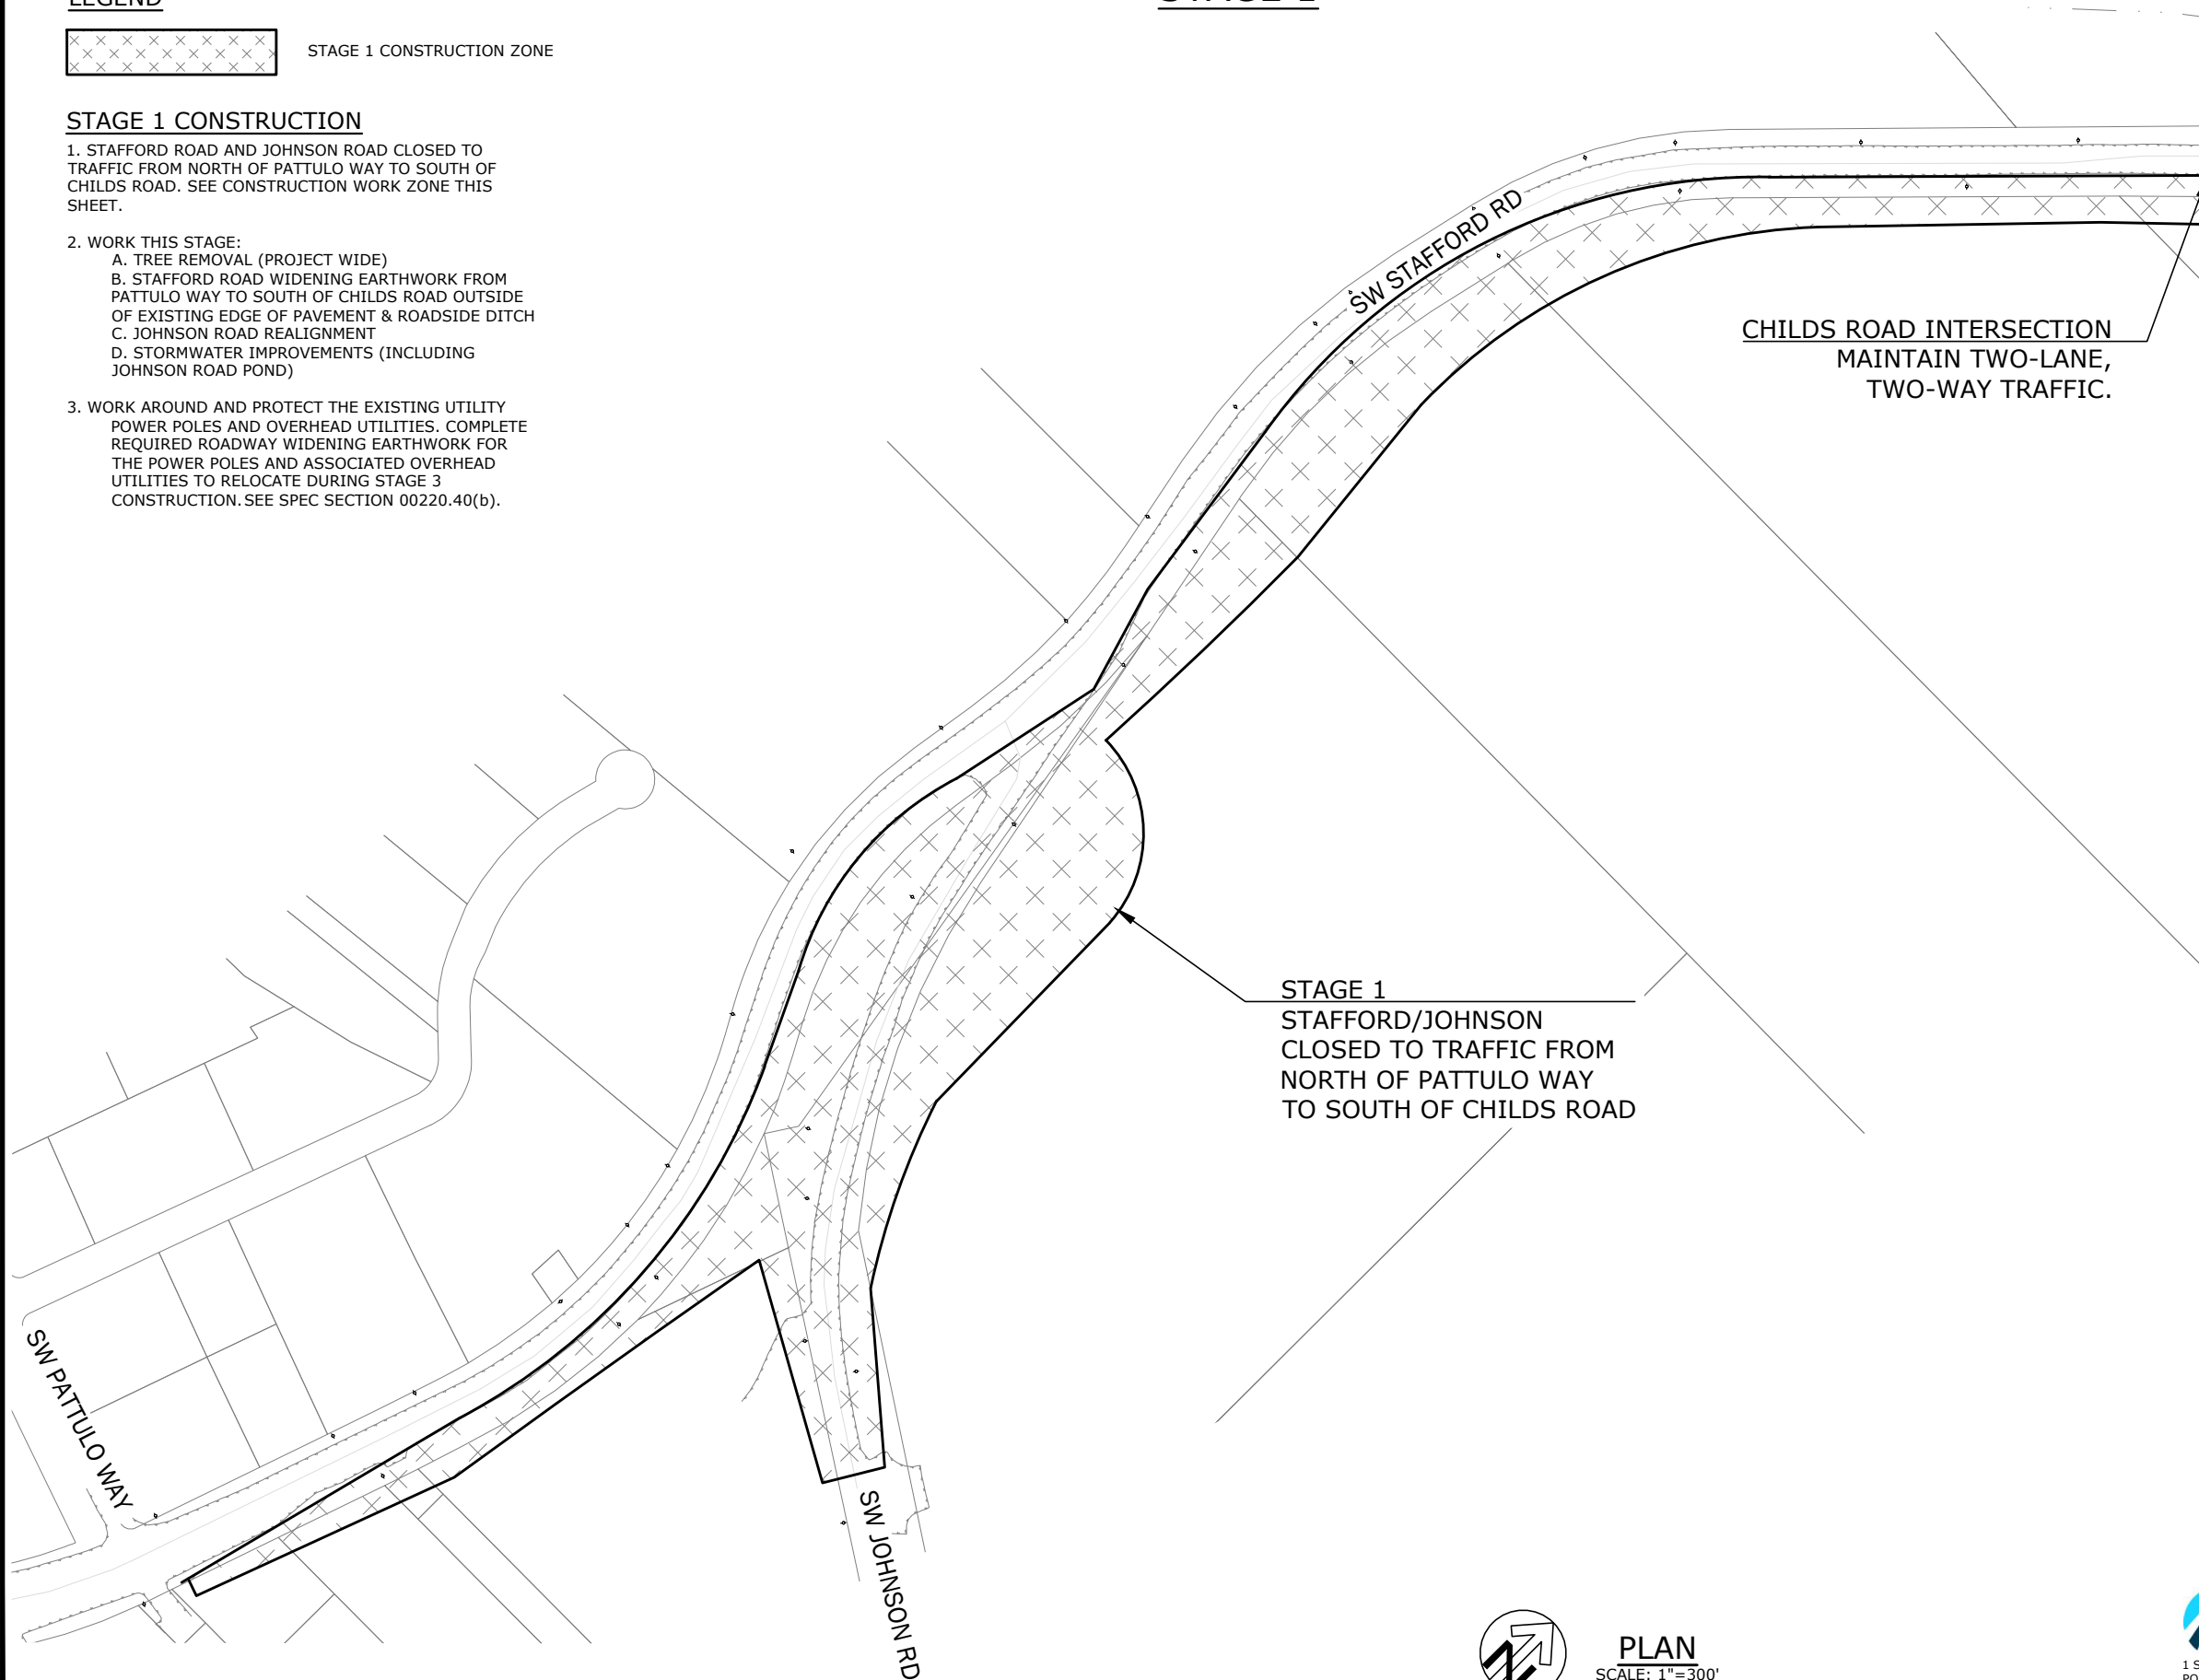 LEGEND
STAGE 1
STAGE 1 CONSTRUCTION ZONE
STAGE 1 CONSTRUCTION
1. STAFFORD ROAD AND JOHNSON ROAD CLOSED TO
TRAFFIC FROM NORTH OF PATTULO WAY TO SOUTH OF
CHILDS ROAD. SEE CONSTRUCTION WORK ZONE THIS
SHEET.
2. WORK THIS STAGE:
A. TREE REMOVAL (PROJECT WIDE)
B. STAFFORD ROAD WIDENING EARTHWORK FROM
PATTULO WAY TO SOUTH OF CHILDS ROAD OUTSIDE
OF EXISTING EDGE OF PAVEMENT & ROADSIDE DITCH
C. JOHNSON ROAD REALIGNMENT
D. STORMWATER IMPROVEMENTS (INCLUDING
JOHNSON ROAD POND)
3. WORK AROUND AND PROTECT THE EXISTING UTILITY
POWER POLES AND OVERHEAD UTILITIES. COMPLETE
REQUIRED ROADWAY WIDENING EARTHWORK FOR
THE POWER POLES AND ASSOCIATED OVERHEAD
UTILITIES TO RELOCATE DURING STAGE 3
CONSTRUCTION. SEE SPEC SECTION 00220.40(b).
SW STAFFORD RD
CHILDS ROAD INTERSECTION
MAINTAIN TWO-LANE,
TWO-WAY TRAFFIC.
STAGE 1
STAFFORD/JOHNSON
CLOSED TO TRAFFIC FROM
NORTH OF PATTULO WAY
TO SOUTH OF CHILDS ROAD
SW PATTULO WAY
SW JOHNSON RD
PLAN
SCALE: 1"=300'